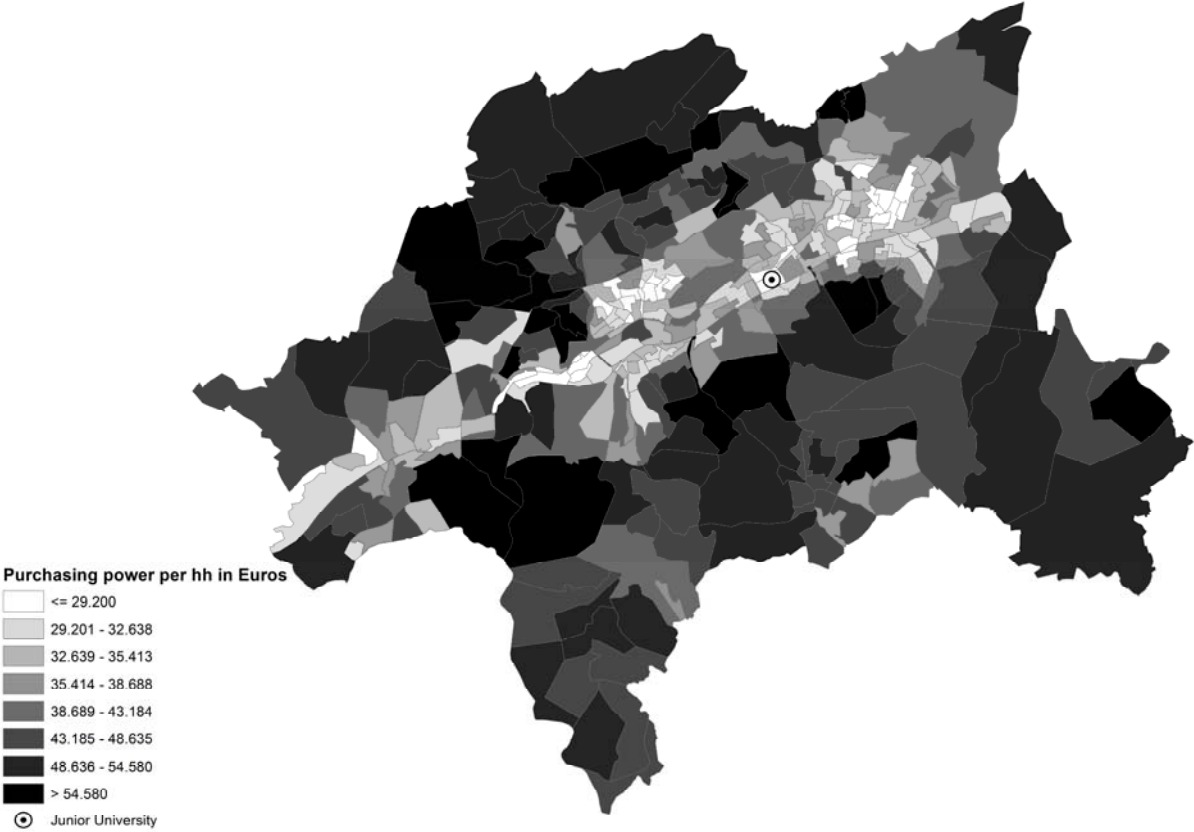 Purchasing power per hh in Euros
<= 29.200
29.201 - 32.638
32.639 - 35.413
35.414 - 38.688
38.689 - 43.184
43.185 - 48.635
48.636 - 54.580
> 54.580
Junior University